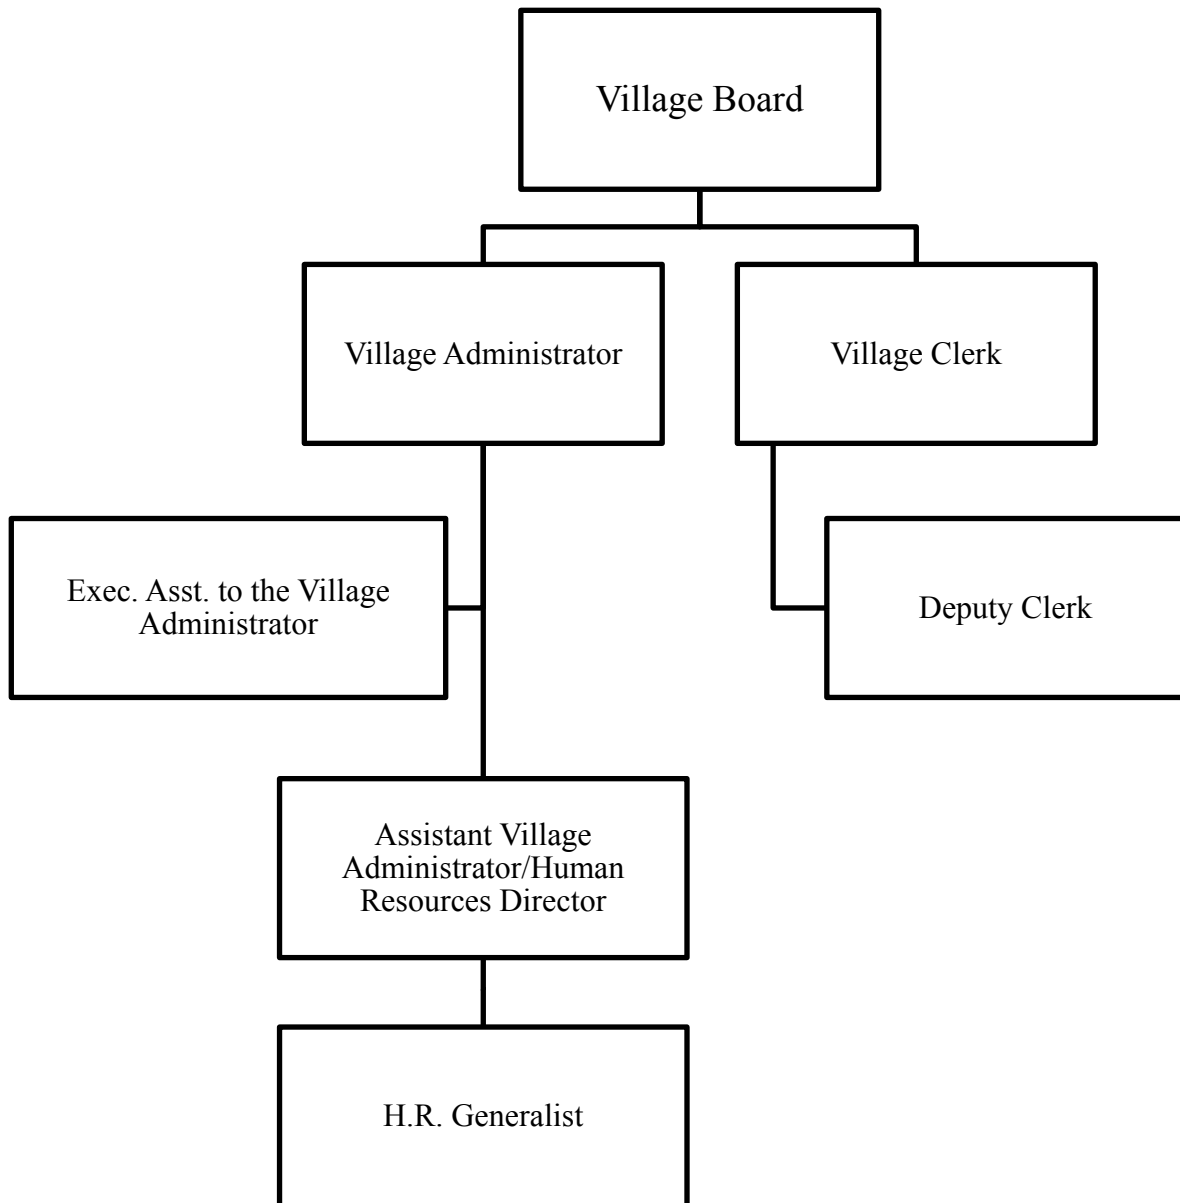 Village Board
Village Administrator
Village Clerk
Exec. Asst. to the Village
Administrator
Deputy Clerk
Assistant Village
Administrator/Human
Resources Director
H.R. Generalist